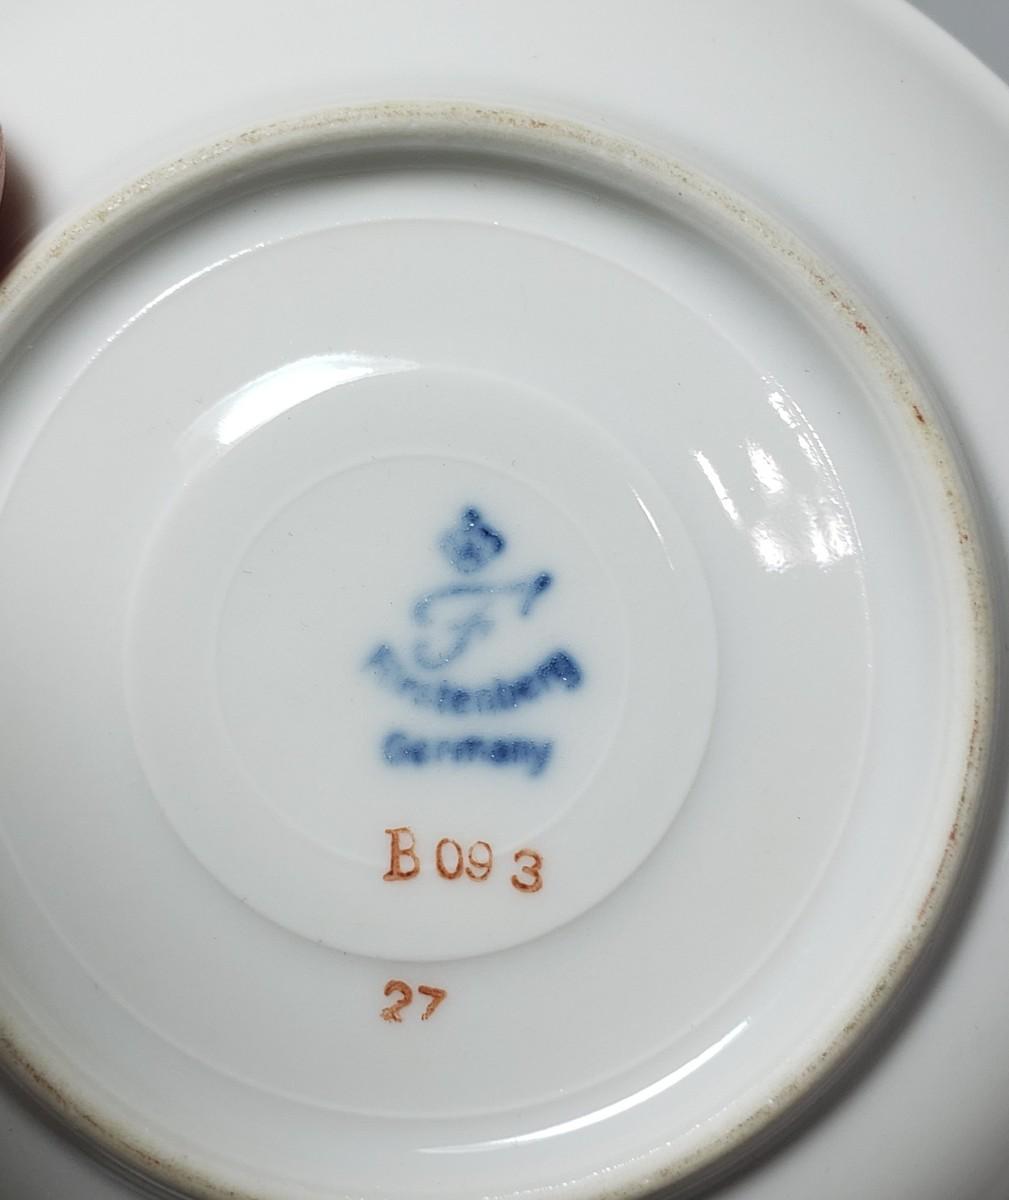 F
Fürstenberg
Germany
B 09 3
27